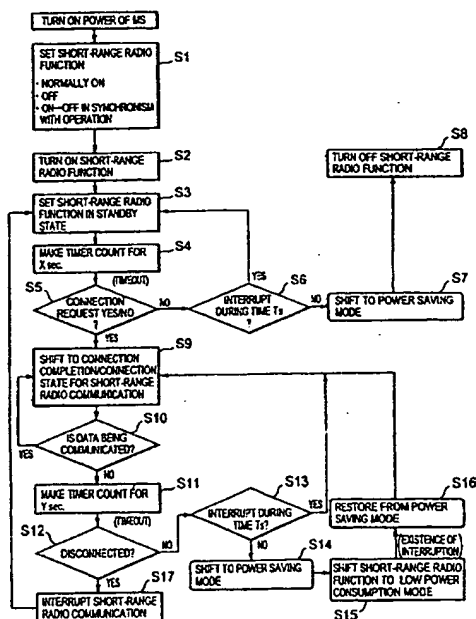 TURN ON POWER OF MS
S1
SET SHORT-RANGE RADIO
FUNCTION
· NORMALLY ON
· OFF
· ON-OFF IN SYNCHRONISM
WITH OPERATION
S2
TURN ON SHORT-RANGE
RADIO FUNCTION
S3
SET SHORT-RANGE RADIO
FUNCTION IN STANDBY
STATE
S4
MAKE TIMER COUNT FOR
X sec.
(TIMEOUT)
S5
CONNECTION
REQUEST YES/NO
?
NO
YES
S6
INTERRUPT
DURING TIME Ts
?
YES
NO
S7
SHIFT TO POWER SAVING
MODE
S8
TURN OFF SHORT-RANGE
RADIO FUNCTION
S9
SHIFT TO CONNECTION
COMPLETION/CONNECTION
STATE FOR SHORT-RANGE
RADIO COMMUNICATION
S10
IS DATA BEING
COMMUNICATED?
YES
NO
S11
MAKE TIMER COUNT FOR
Y sec.
(TIMEOUT)
S12
DISCONNECTED?
NO
YES
S13
INTERRUPT DURING
TIME Ts?
YES
NO
S14
SHIFT TO POWER SAVING
MODE
S16
RESTORE FROM POWER
SAVING MODE
(EXISTENCE OF
INTERRUPTION)
SHIFT SHORT-RANGE RADIO
FUNCTION TO LOW POWER
CONSUMPTION MODE
S15
S17
INTERRUPT SHORT-RANGE
RADIO COMMUNICATION